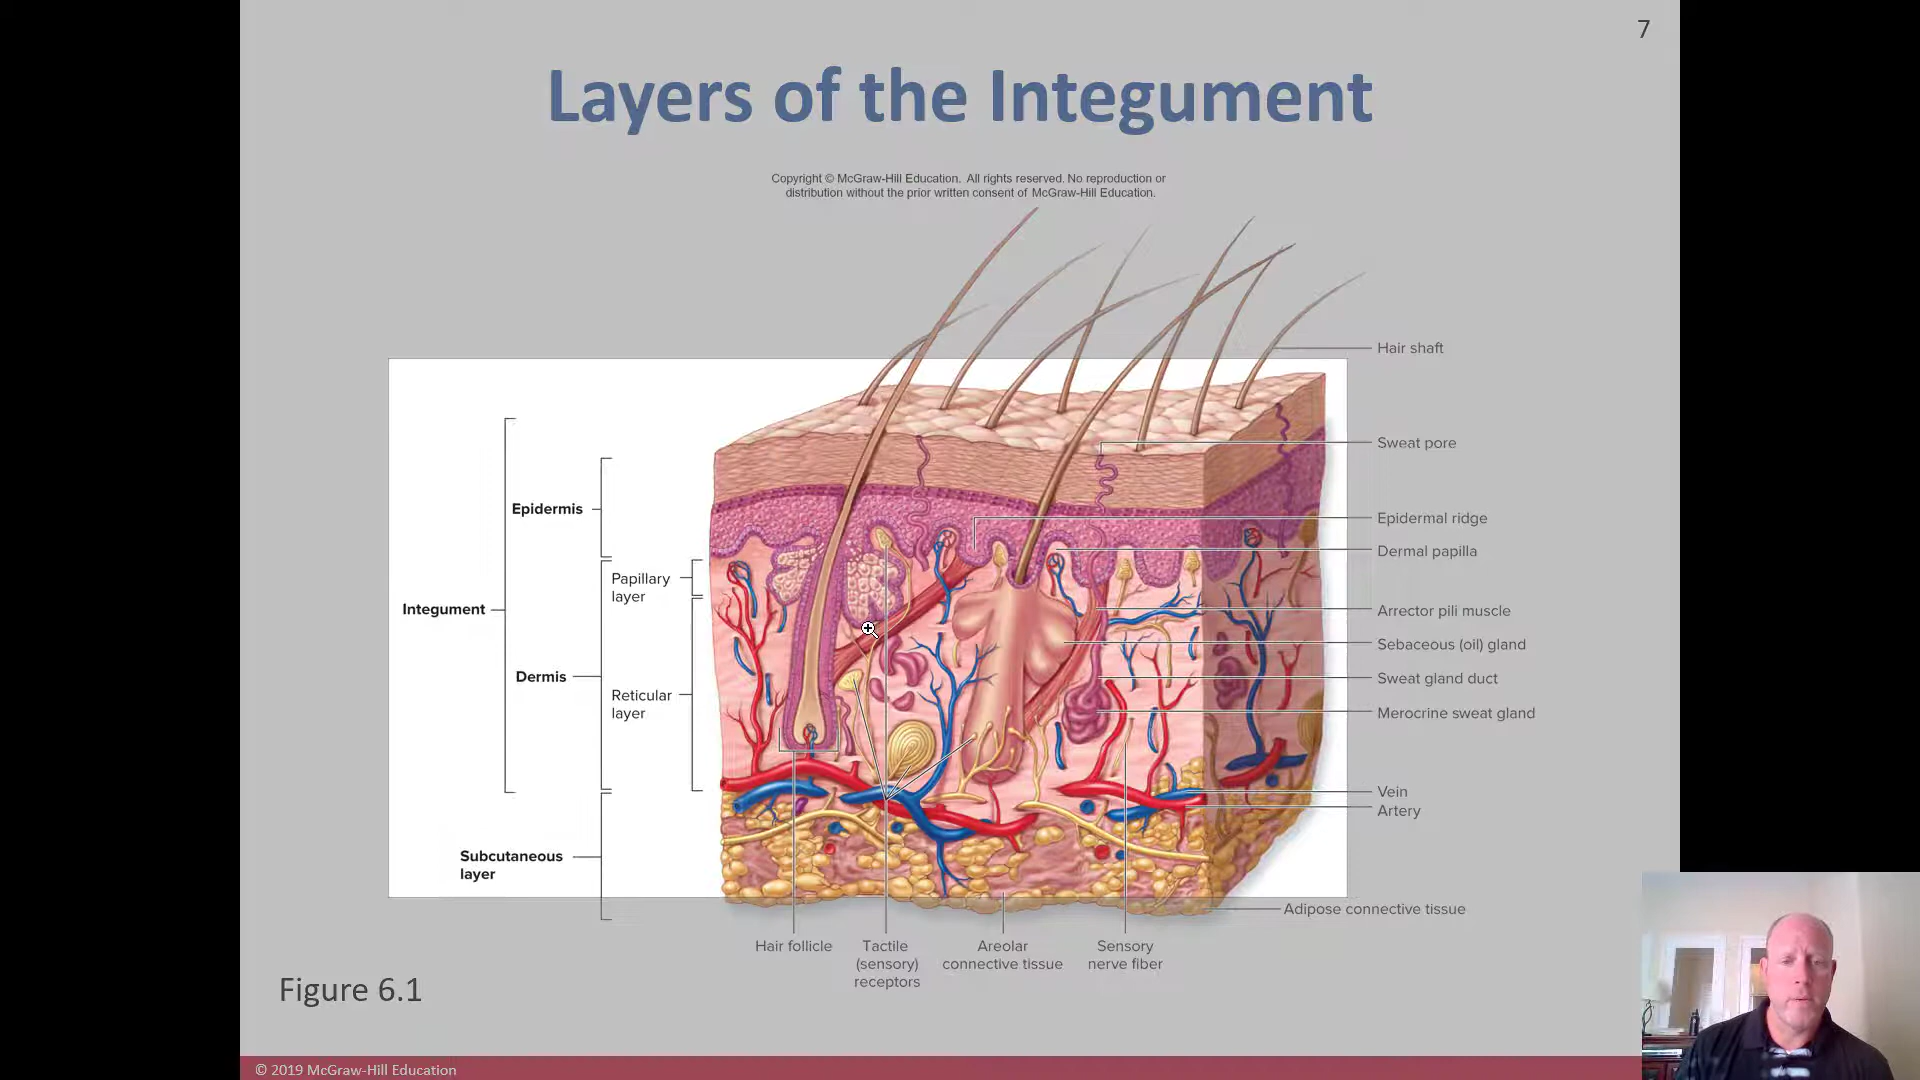 7
Layers of the Integument
Copyright © McGraw-Hill Education. All rights reserved. No reproduction or
distribution without the prior written consent of McGraw-Hill Education.
Hair shaft
Sweat pore
Epidermis
Epidermal ridge
Dermal papilla
Papillary
layer
Integument
Arrector pili muscle
Sebaceous (oil) gland
Dermis
Sweat gland duct
Reticular
layer
Merocrine sweat gland
Vein
Artery
Subcutaneous
layer
Adipose connective tissue
Hair follicle
Tactile
(sensory)
receptors
Areolar
connective tissue
Sensory
nerve fiber
Figure 6.1
© 2019 McGraw-Hill Education